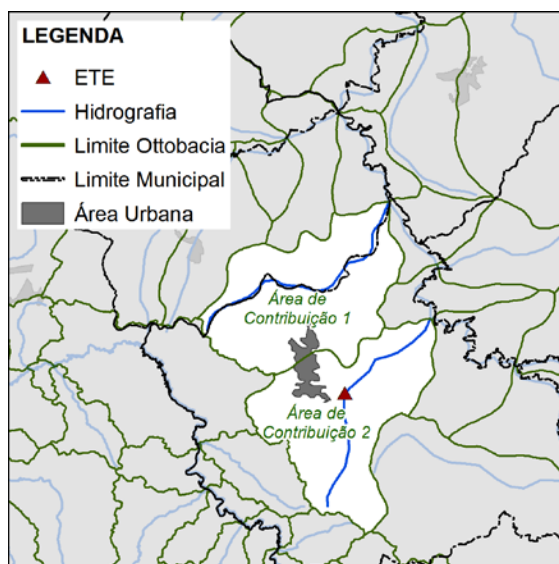 LEGENDA
ETE
Hidrografia
Limite Ottobacia
Limite Municipal
Área Urbana
Área de
Contribuição 1
Área de
Contribuição 2